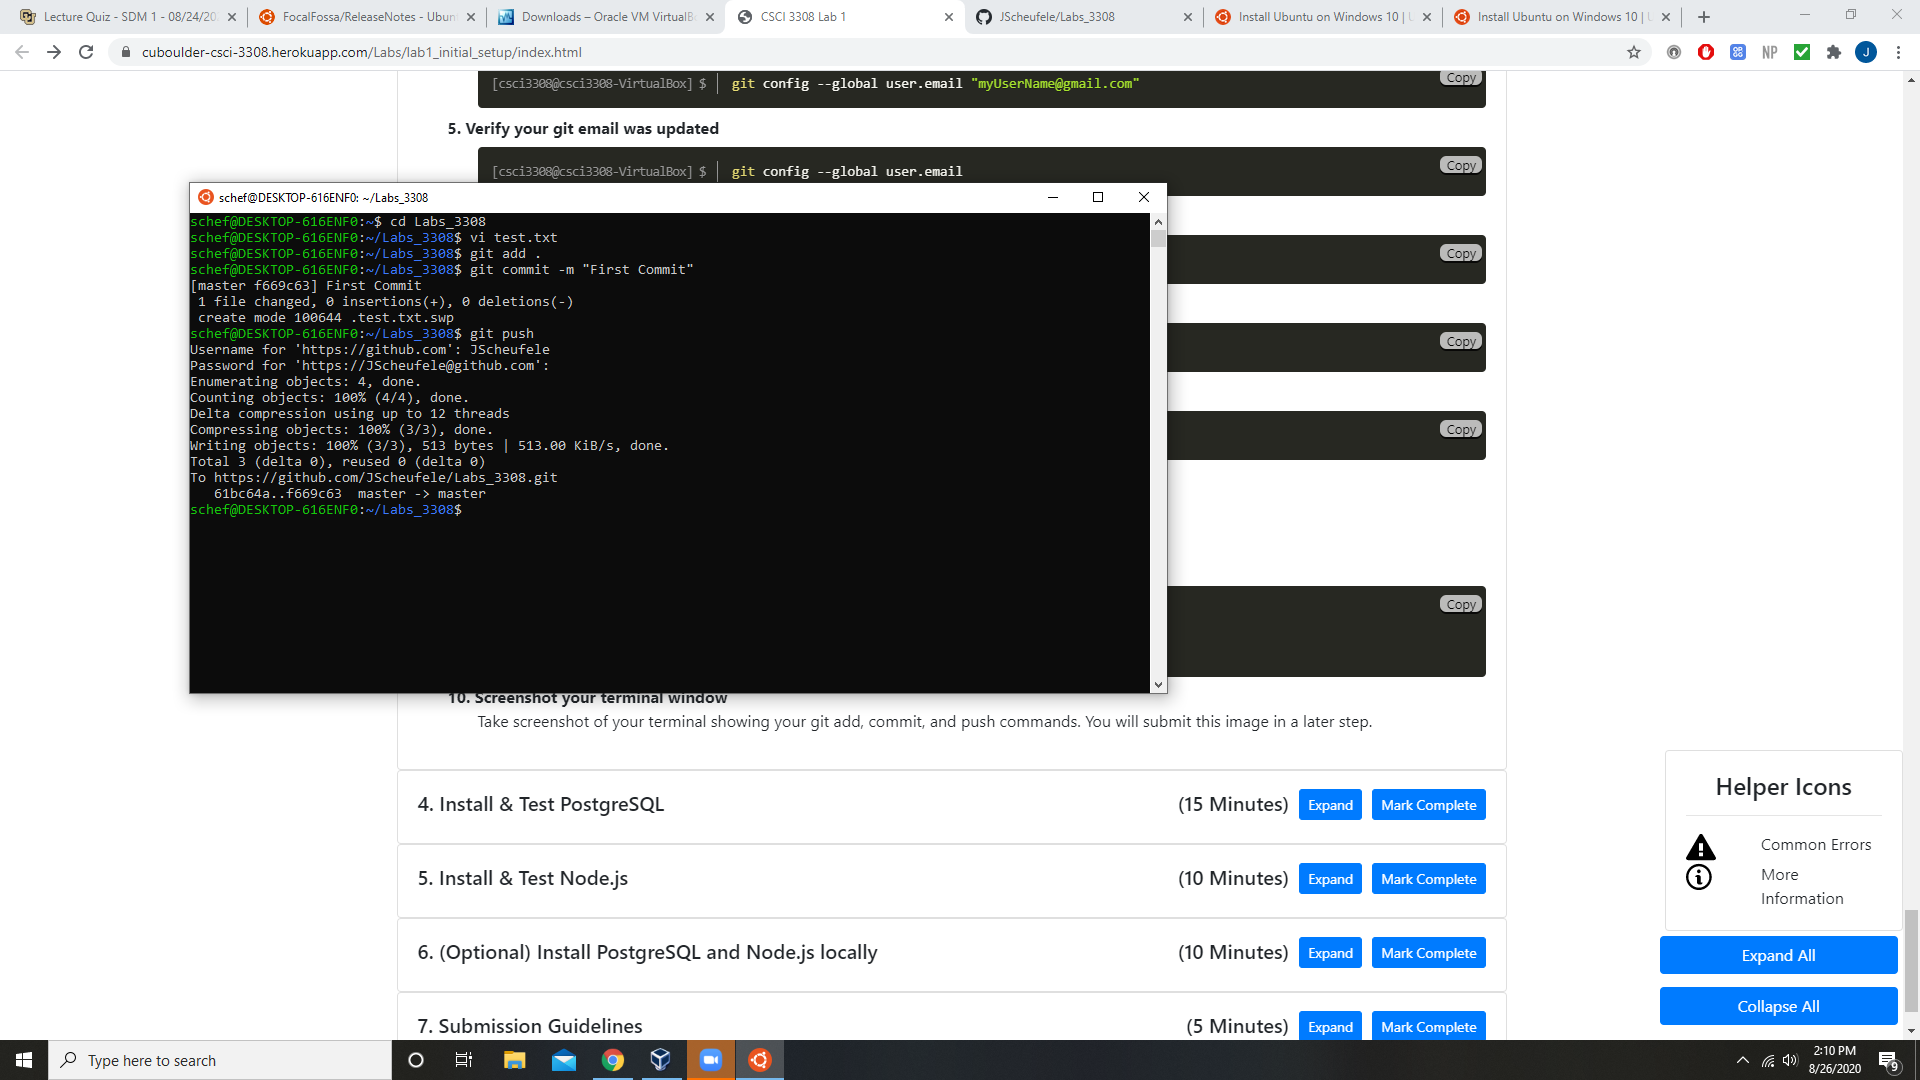 Lecture Quiz - SDM 1 - 08/24/20
FocalFossa/ReleaseNotes - Ubun
Downloads – Oracle VM VirtualB
CSCI 3308 Lab 1
JScheufele/Labs_3308
Install Ubuntu on Windows 10 | U
Install Ubuntu on Windows 10 | U
cuboulder-csci-3308.herokuapp.com/Labs/lab1_initial_setup/index.html
NP
J
[csci3308@csci3308-VirtualBox] $ git config --global user.email "myUserName@gmail.com"
Copy
5. Verify your git email was updated
[csci3308@csci3308-VirtualBox] $ git config --global user.email
Copy
schef@DESKTOP-616ENF0: ~/Labs_3308
schef@DESKTOP-616ENF0:~$ cd Labs_3308
schef@DESKTOP-616ENF0:~/Labs_3308$ vi test.txt
schef@DESKTOP-616ENF0:~/Labs_3308$ git add .
schef@DESKTOP-616ENF0:~/Labs_3308$ git commit -m "First Commit"
[master f669c63] First Commit
1 file changed, 0 insertions(+), 0 deletions(-)
create mode 100644 .test.txt.swp
schef@DESKTOP-616ENF0:~/Labs_3308$ git push
Username for 'https://github.com': JScheufele
Password for 'https://JScheufele@github.com':
Enumerating objects: 4, done.
Counting objects: 100% (4/4), done.
Delta compression using up to 12 threads
Compressing objects: 100% (3/3), done.
Writing objects: 100% (3/3), 513 bytes | 513.00 KiB/s, done.
Total 3 (delta 0), reused 0 (delta 0)
To https://github.com/JScheufele/Labs_3308.git
61bc64a..f669c63  master -> master
schef@DESKTOP-616ENF0:~/Labs_3308$
Copy
Copy
Copy
Copy
10. Screenshot your terminal window
Take screenshot of your terminal showing your git add, commit, and push commands. You will submit this image in a later step.
4. Install & Test PostgreSQL (15 Minutes) Expand Mark Complete
5. Install & Test Node.js (10 Minutes) Expand Mark Complete
6. (Optional) Install PostgreSQL and Node.js locally (10 Minutes) Expand Mark Complete
7. Submission Guidelines (5 Minutes) Expand Mark Complete
Helper Icons
Common Errors
More
Information
Expand All
Collapse All
Type here to search
2:10 PM
8/26/2020
9